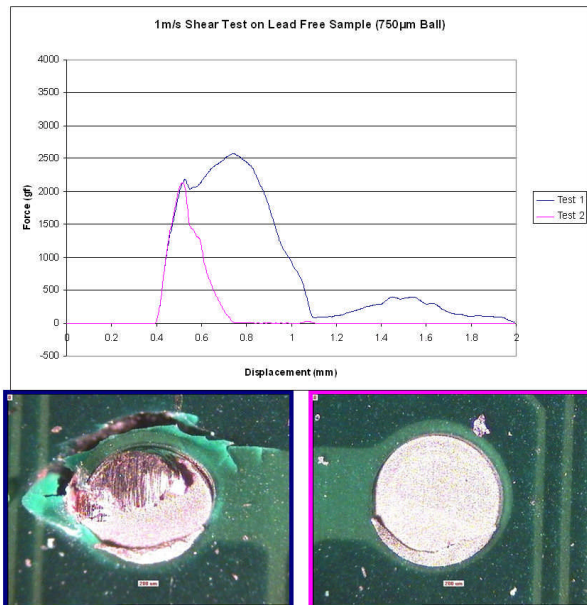 1m/s Shear Test on Lead Free Sample (750µm Ball)
4000
3500
3000
2500
2000
1500
1000
500
0
-500
0 0.2 0.4 0.6 0.8 1 1.2 1.4 1.6 1.8 2
Force (gf)
Displacement (mm)
Test 1
Test 2